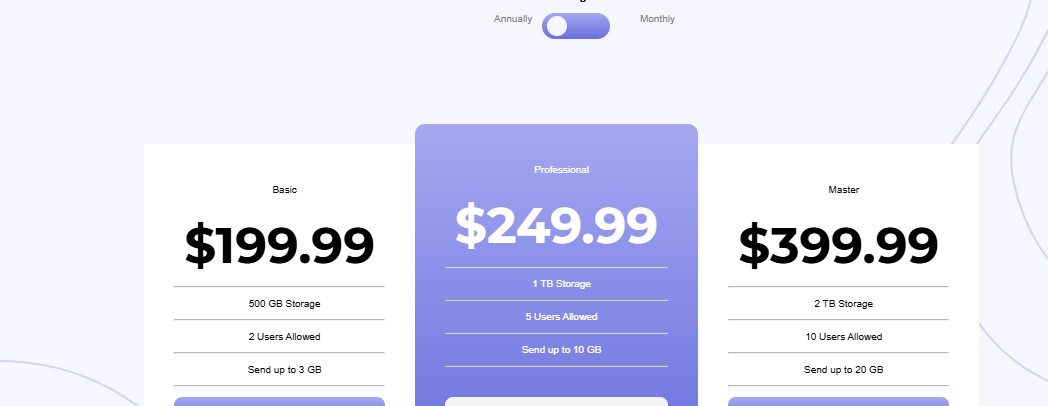 Annually
Monthly
Basic
$199.99
500 GB Storage
2 Users Allowed
Send up to 3 GB
Professional
$249.99
1 TB Storage
5 Users Allowed
Send up to 10 GB
Master
$399.99
2 TB Storage
10 Users Allowed
Send up to 20 GB